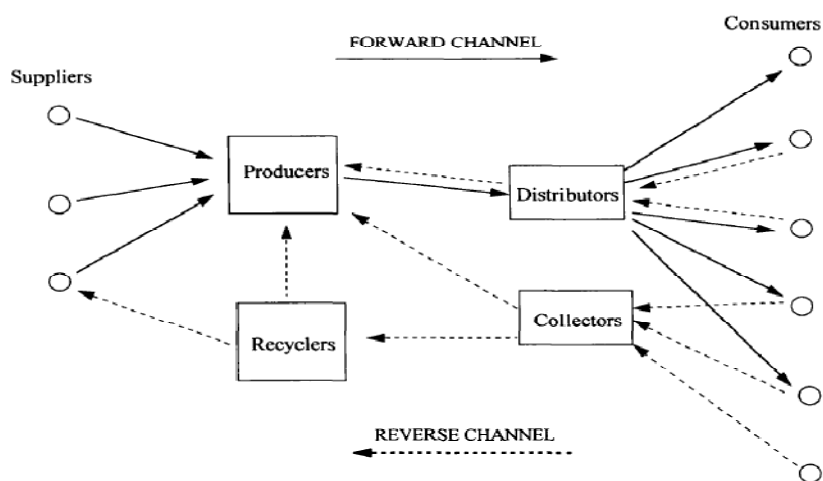 Consumers
FORWARD CHANNEL
Suppliers
Producers
Distributors
Recyclers
Collectors
REVERSE CHANNEL